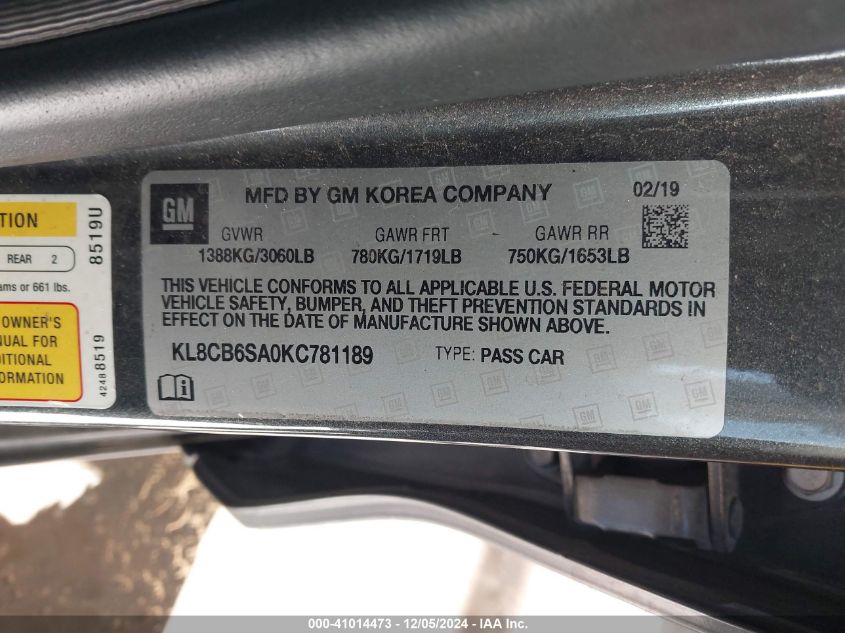 TION
REAR 2
ams or 661 lbs.
OWNER'S
MANUAL
FOR
DITIONAL
FORMATION
8519U
42488519
GM
MFD BY GM KOREA COMPANY
02/19
GVWR GAWR FRT GAWR RR
1388KG/3060LB 780KG/1719LB 750KG/1653LB
THIS VEHICLE CONFORMS TO ALL APPLICABLE U.S. FEDERAL MOTOR
VEHICLE SAFETY, BUMPER, AND THEFT PREVENTION STANDARDS IN
EFFECT ON THE DATE OF MANUFACTURE SHOWN ABOVE.
KL8CB6SA0KC781189 TYPE: PASS CAR
000-41014473 - 12/05/2024 - IAA Inc.